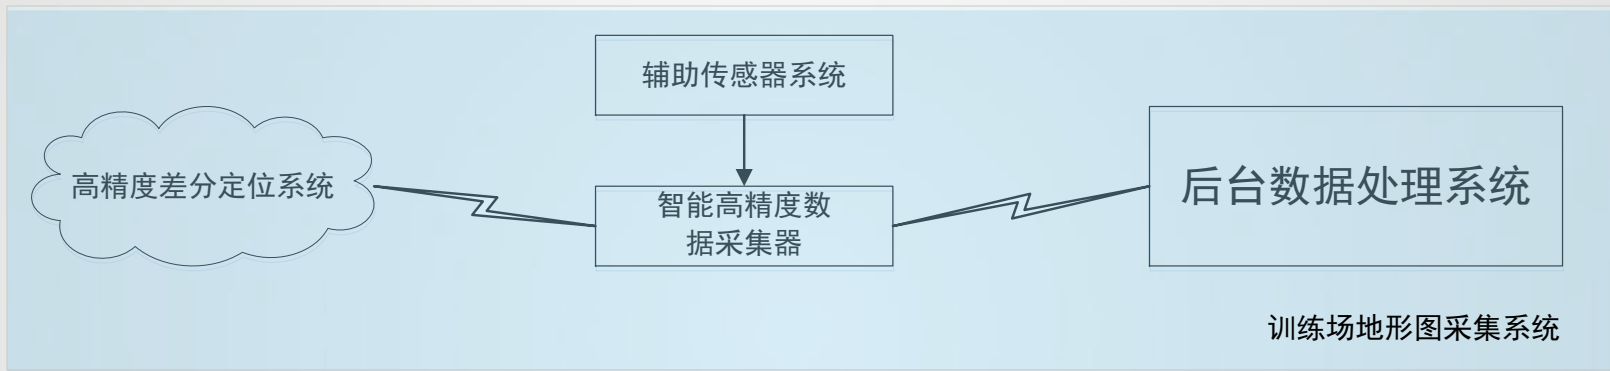 辅助传感器系统
高精度差分定位系统
智能高精度数
据采集器
后台数据处理系统
训练场地形图采集系统